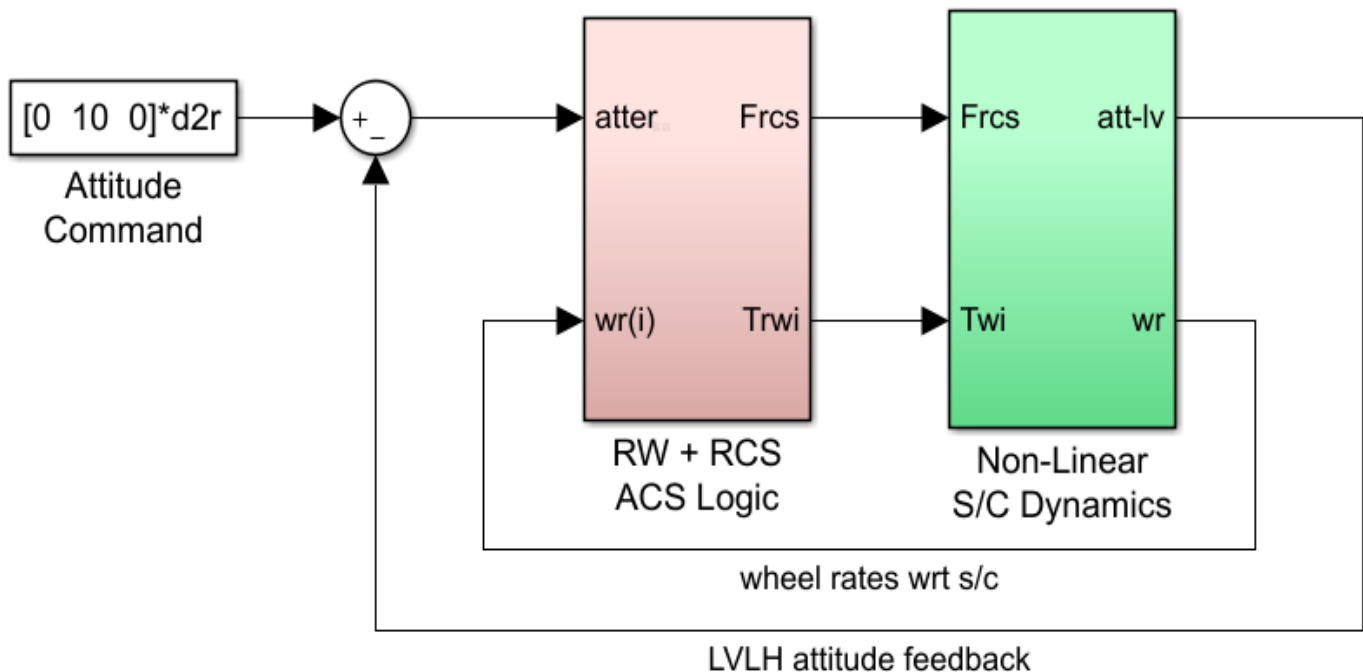 [0 10 0]*d2r
Attitude
Command
+
_
atter
Frcs
wr(i)
Trwi
RW + RCS
ACS Logic
Frcs
att-lv
Twi
wr
Non-Linear
S/C Dynamics
wheel rates wrt s/c
LVLH attitude feedback